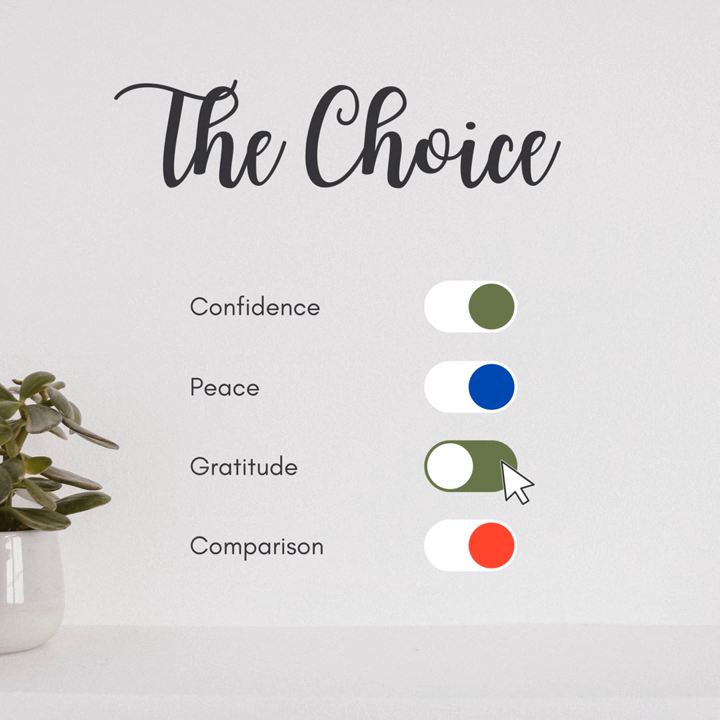 The Choice
Confidence
Peace
Gratitude
Comparison